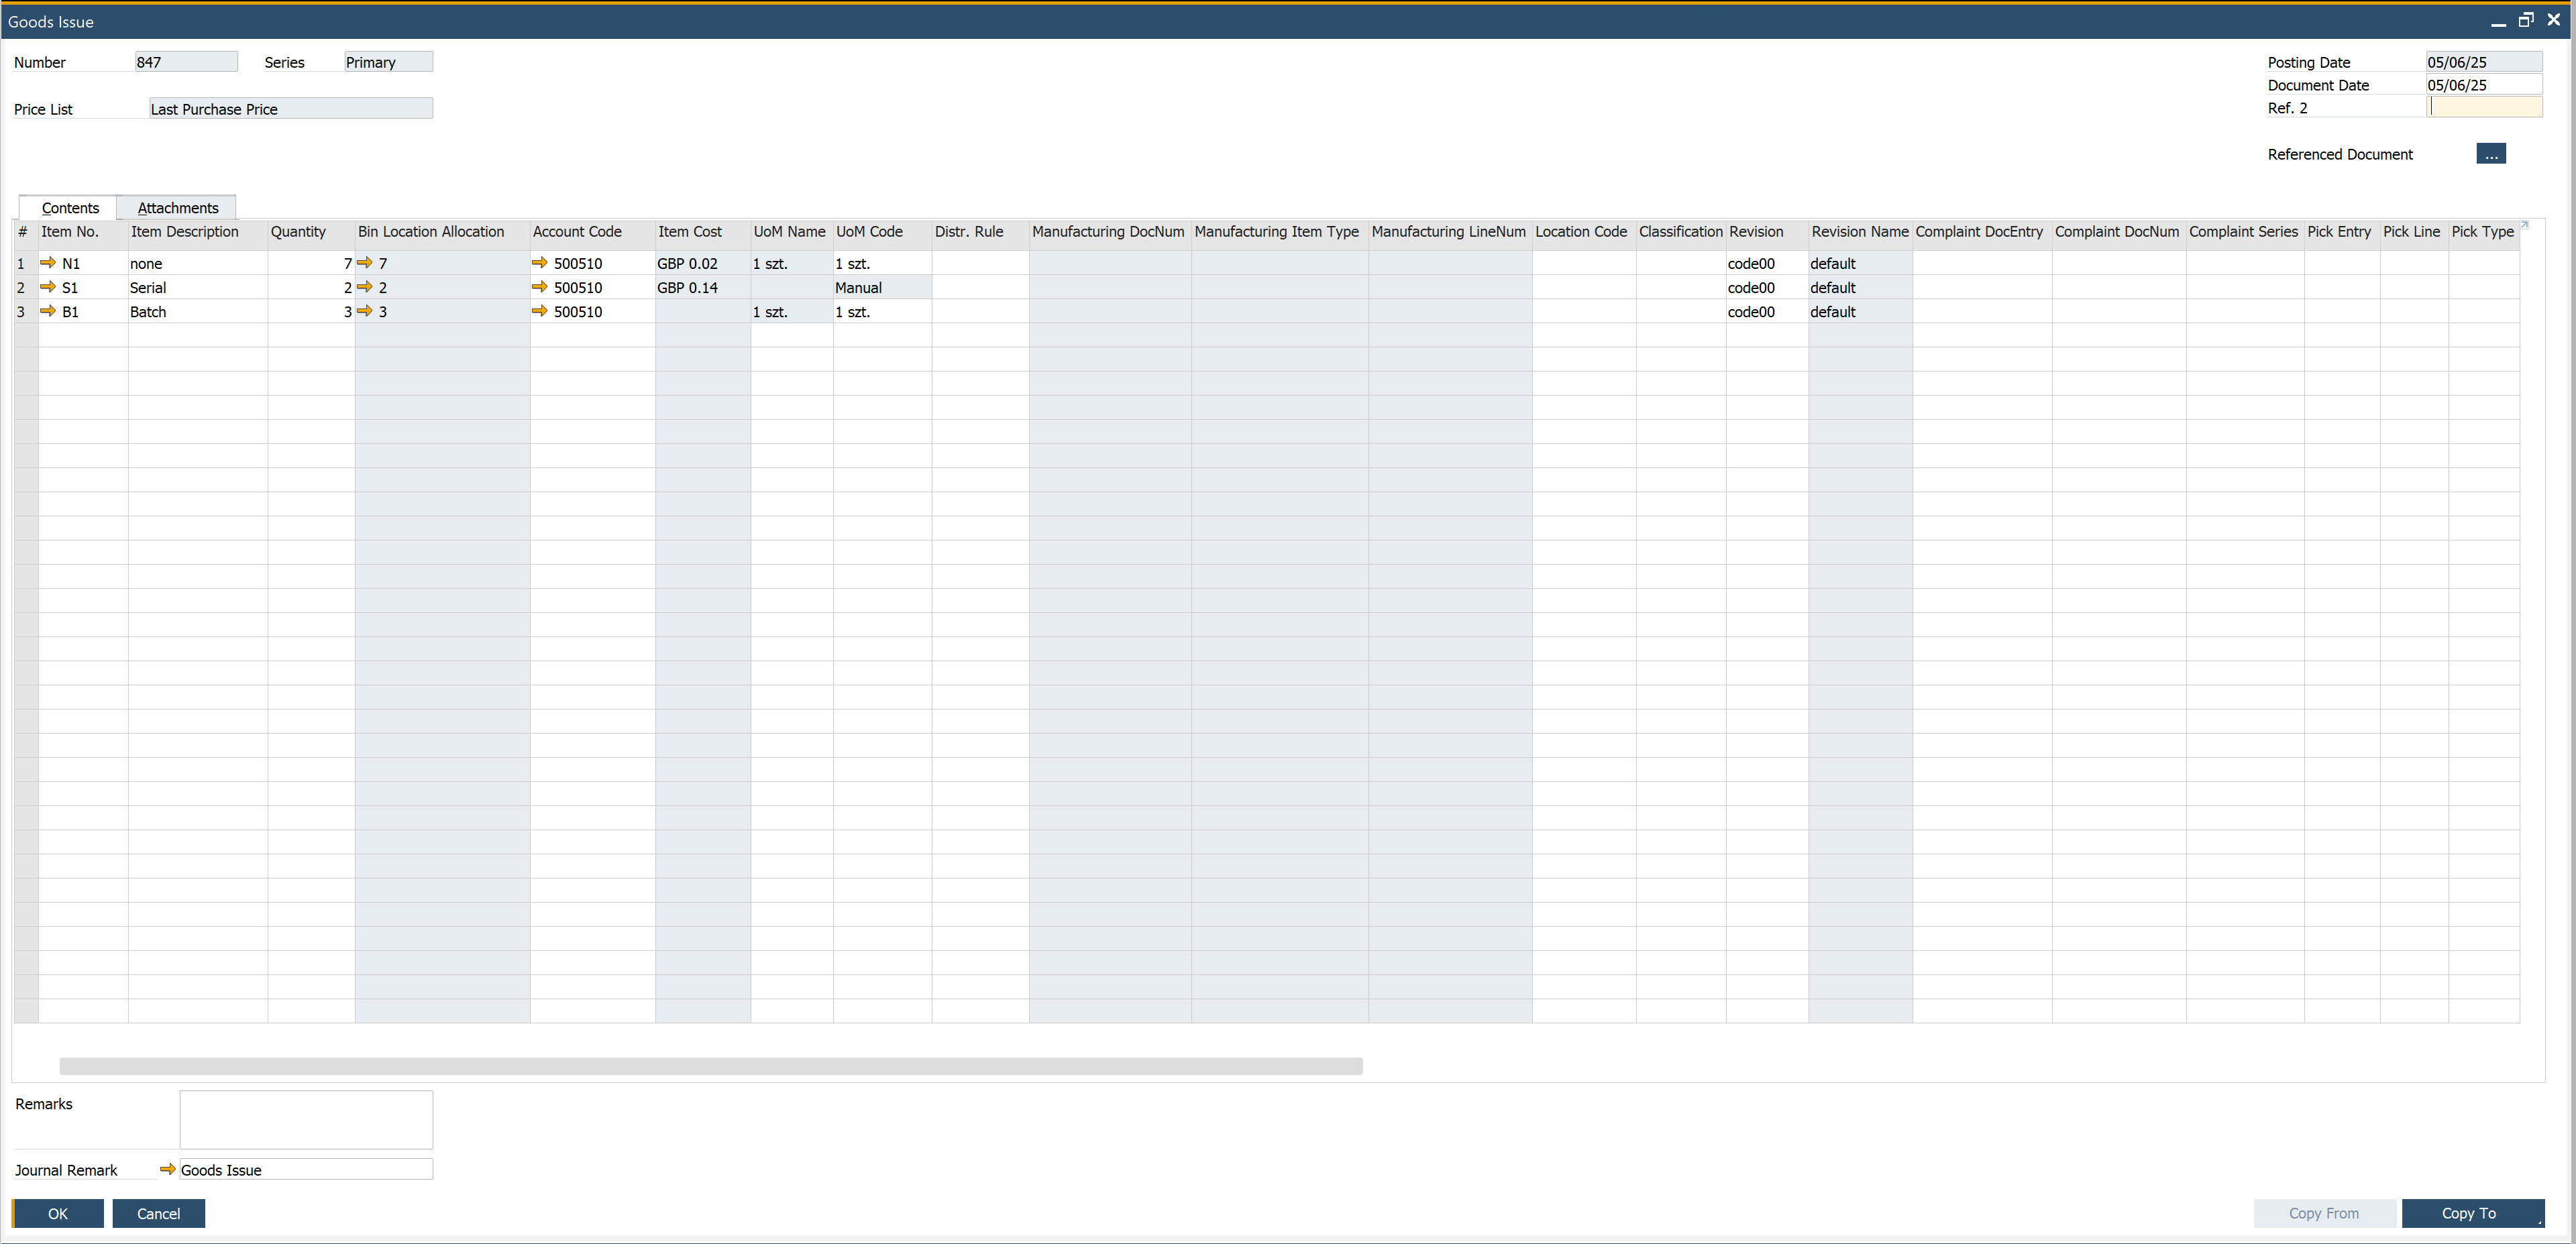 Goods Issue
Number 847 Series Primary
Price List Last Purchase Price
Posting Date 05/06/25
Document Date 05/06/25
Ref. 2
Referenced Document ...
Contents Attachments
# Item No. Item Description Quantity Bin Location Allocation Account Code Item Cost UoM Name UoM Code Distr. Rule Manufacturing DocNum Manufacturing Item Type Manufacturing LineNum Location Code Classification Revision Revision Name Complaint DocEntry Complaint DocNum Complaint Series Pick Entry Pick Line Pick Type
1 N1 none 7 7 500510 GBP 0.02 1 szt. 1 szt. code00 default
2 S1 Serial 2 2 500510 GBP 0.14 Manual code00 default
3 B1 Batch 3 3 500510 1 szt. 1 szt. code00 default
Remarks
Journal Remark Goods Issue
OK Cancel Copy From Copy To